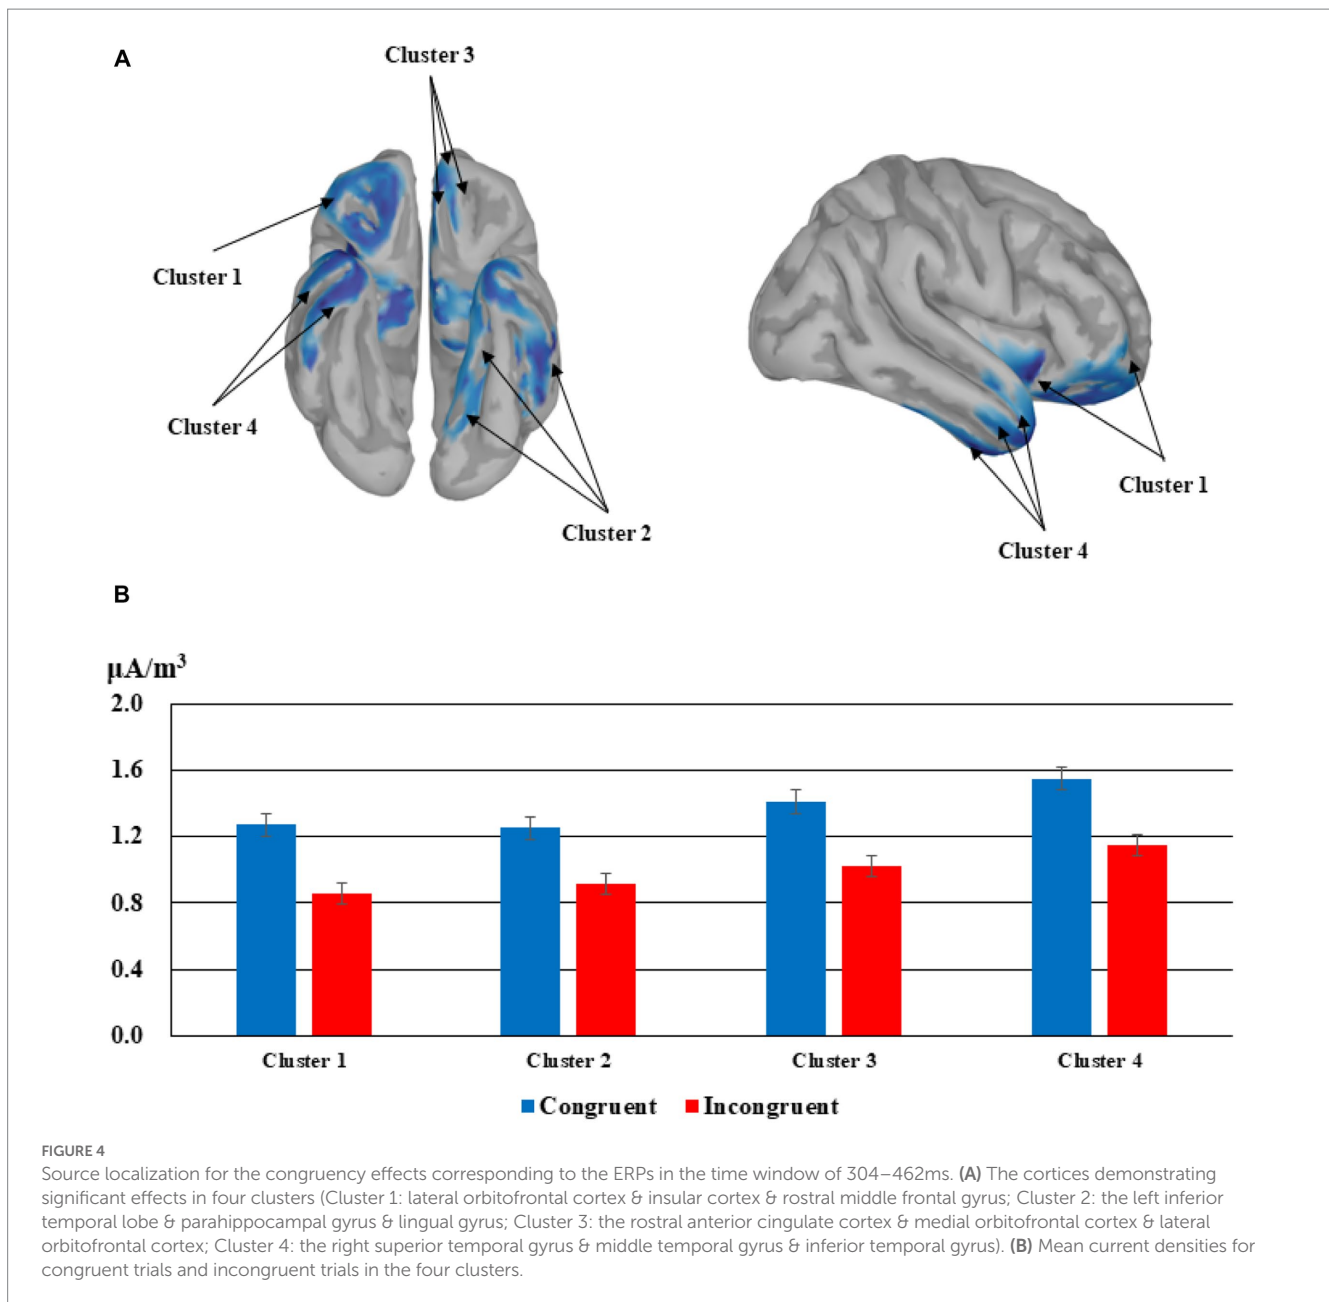 A
Cluster 3
Cluster 1
Cluster 4
Cluster 2
Cluster 1
Cluster 4
B
μA/m³
2.0
1.6
1.2
0.8
0.4
0.0
Cluster 1 Cluster 2 Cluster 3 Cluster 4
Congruent Incongruent
FIGURE 4
Source localization for the congruency effects corresponding to the ERPs in the time window of 304–462ms. (A) The cortices demonstrating
significant effects in four clusters (Cluster 1: lateral orbitofrontal cortex & insular cortex & rostral middle frontal gyrus; Cluster 2: the left inferior
temporal lobe & parahippocampal gyrus & lingual gyrus; Cluster 3: the rostral anterior cingulate cortex & medial orbitofrontal cortex & lateral
orbitofrontal cortex; Cluster 4: the right superior temporal gyrus & middle temporal gyrus & inferior temporal gyrus). (B) Mean current densities for
congruent trials and incongruent trials in the four clusters.